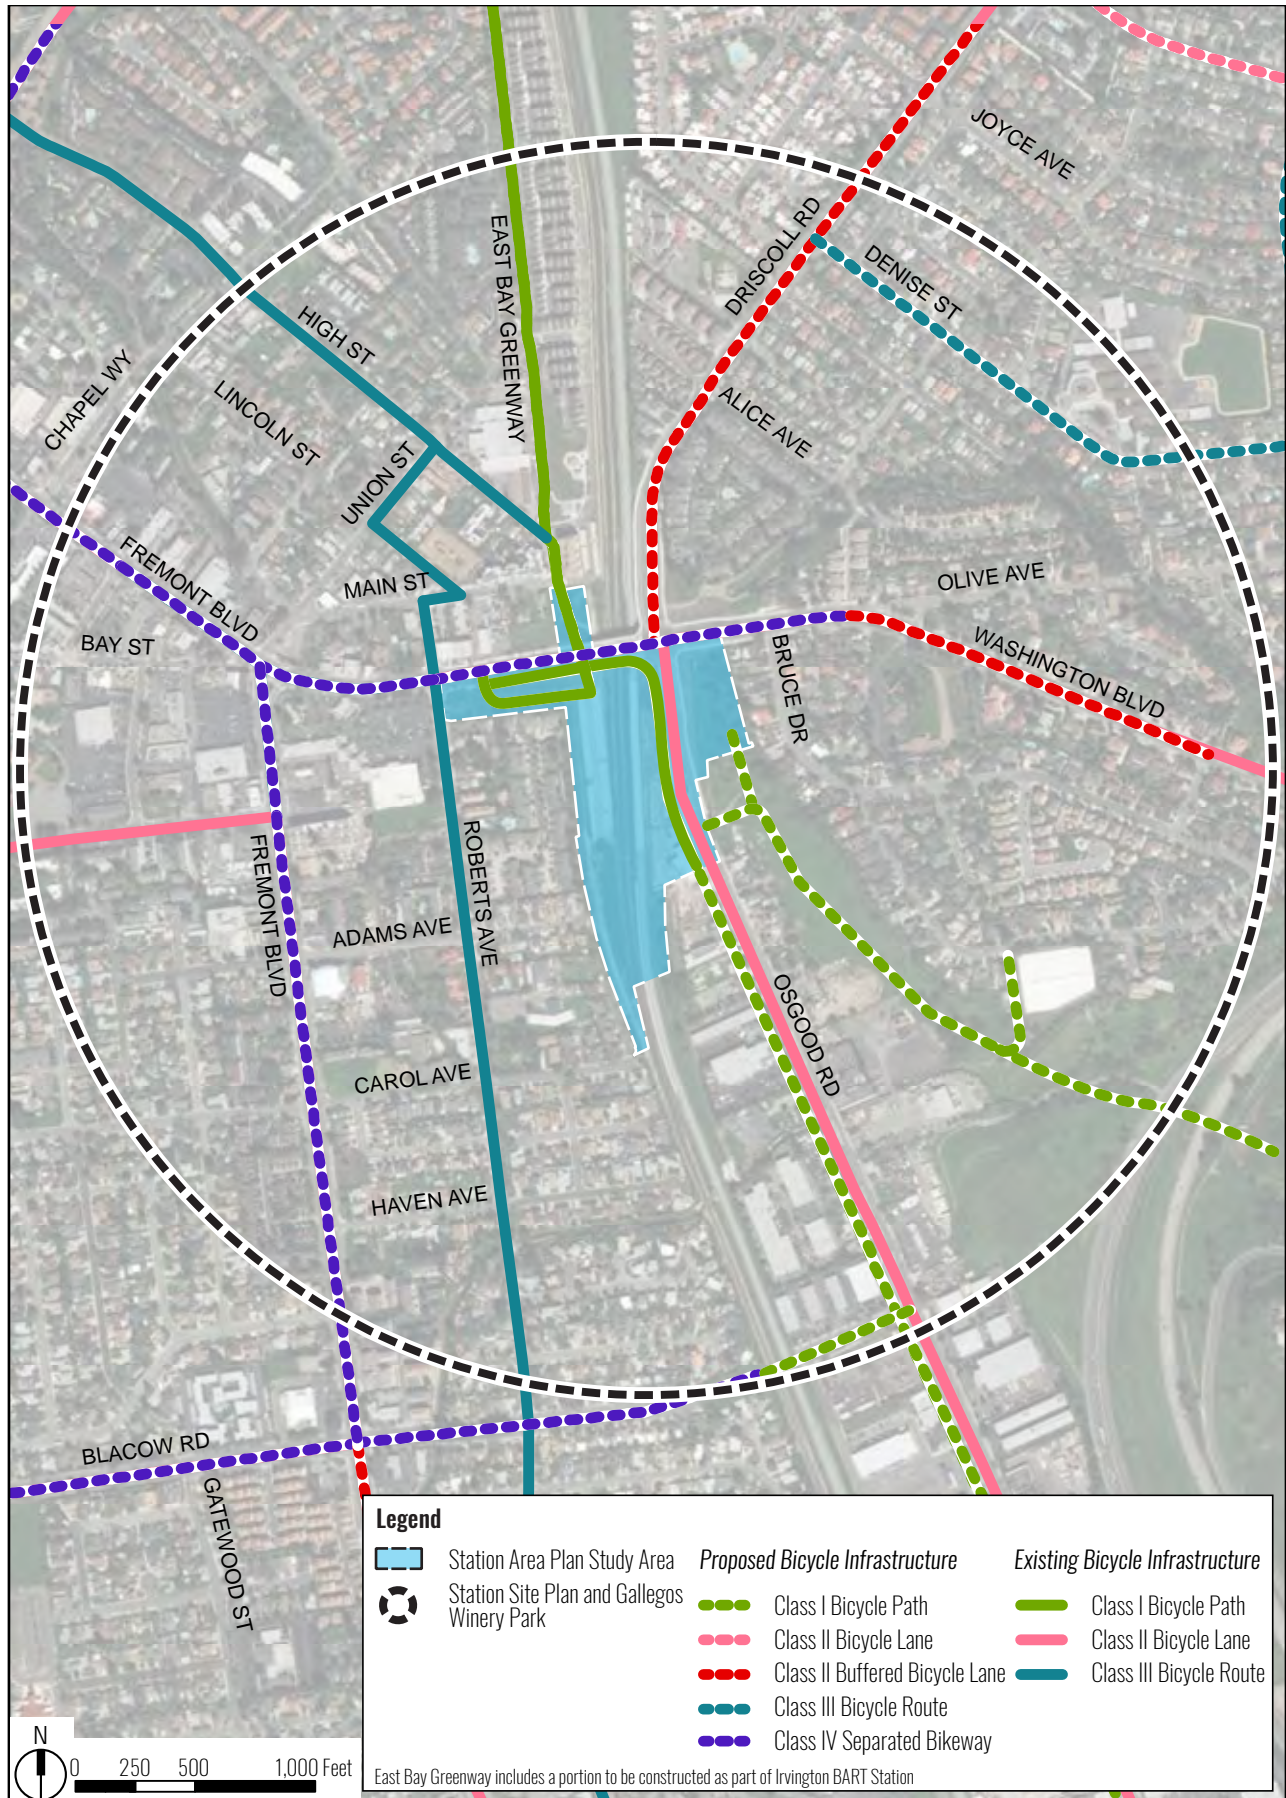 JOYCE AVE
DRISCOLL RD
DENISE ST
EAST BAY GREENWAY
HIGH ST
CHAPEL WY
LINCOLN ST
ALICE AVE
UNION ST
FREMONT BLVD
MAIN ST
OLIVE AVE
BAY ST
WASHINGTON BLVD
BRUCE DR
ROBERTS AVE
FREMONT BLVD
ADAMS AVE
OSGOOD RD
CAROL AVE
HAVEN AVE
BLACOW RD
GATEWOOD ST
Legend
Station Area Plan Study Area
Station Site Plan and Gallegos
Winery Park
Proposed Bicycle Infrastructure
Class I Bicycle Path
Class II Bicycle Lane
Class II Buffered Bicycle Lane
Class III Bicycle Route
Class IV Separated Bikeway
Existing Bicycle Infrastructure
Class I Bicycle Path
Class II Bicycle Lane
Class III Bicycle Route
East Bay Greenway includes a portion to be constructed as part of Irvington BART Station
N
0 250 500 1,000 Feet